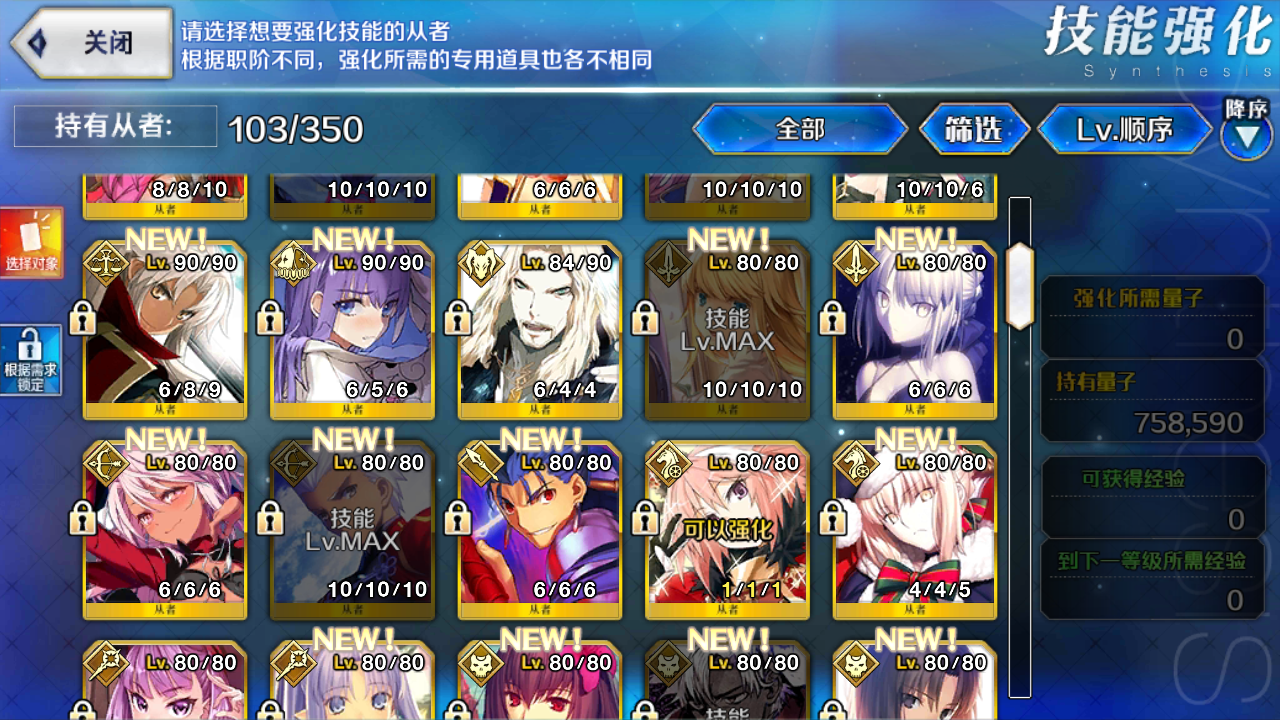 关闭
请选择想要强化技能的从者
根据职阶不同，强化所需的专用道具也各不相同
技能强化
Synthesis
持有从者:
103/350
全部
筛选
Lv.顺序
降序
8/8/10
10/10/10
6/6/6
10/10/10
10/10/6
从者
从者
从者
从者
从者
选择对象
根据需求
锁定
NEW!
NEW!
NEW!
NEW!
Lv.90/90
Lv.90/90
Lv.84/90
Lv.80/80
Lv.80/80
技能
Lv.MAX
6/8/9
6/5/6
6/4/4
10/10/10
6/6/6
从者
从者
从者
从者
从者
强化所需量子
0
持有量子
758,590
可获得经验
0
到下一等级所需经验
0
NEW!
NEW!
NEW!
NEW!
Lv.80/80
Lv.80/80
Lv.80/80
Lv.80/80
Lv.80/80
技能
Lv.MAX
可以强化
6/6/6
10/10/10
6/6/6
1/1/1
4/4/5
从者
从者
从者
从者
从者
NEW!
NEW!
NEW!
NEW!
Lv.80/80
Lv.80/80
Lv.80/80
Lv.80/80
Lv.80/80
技能